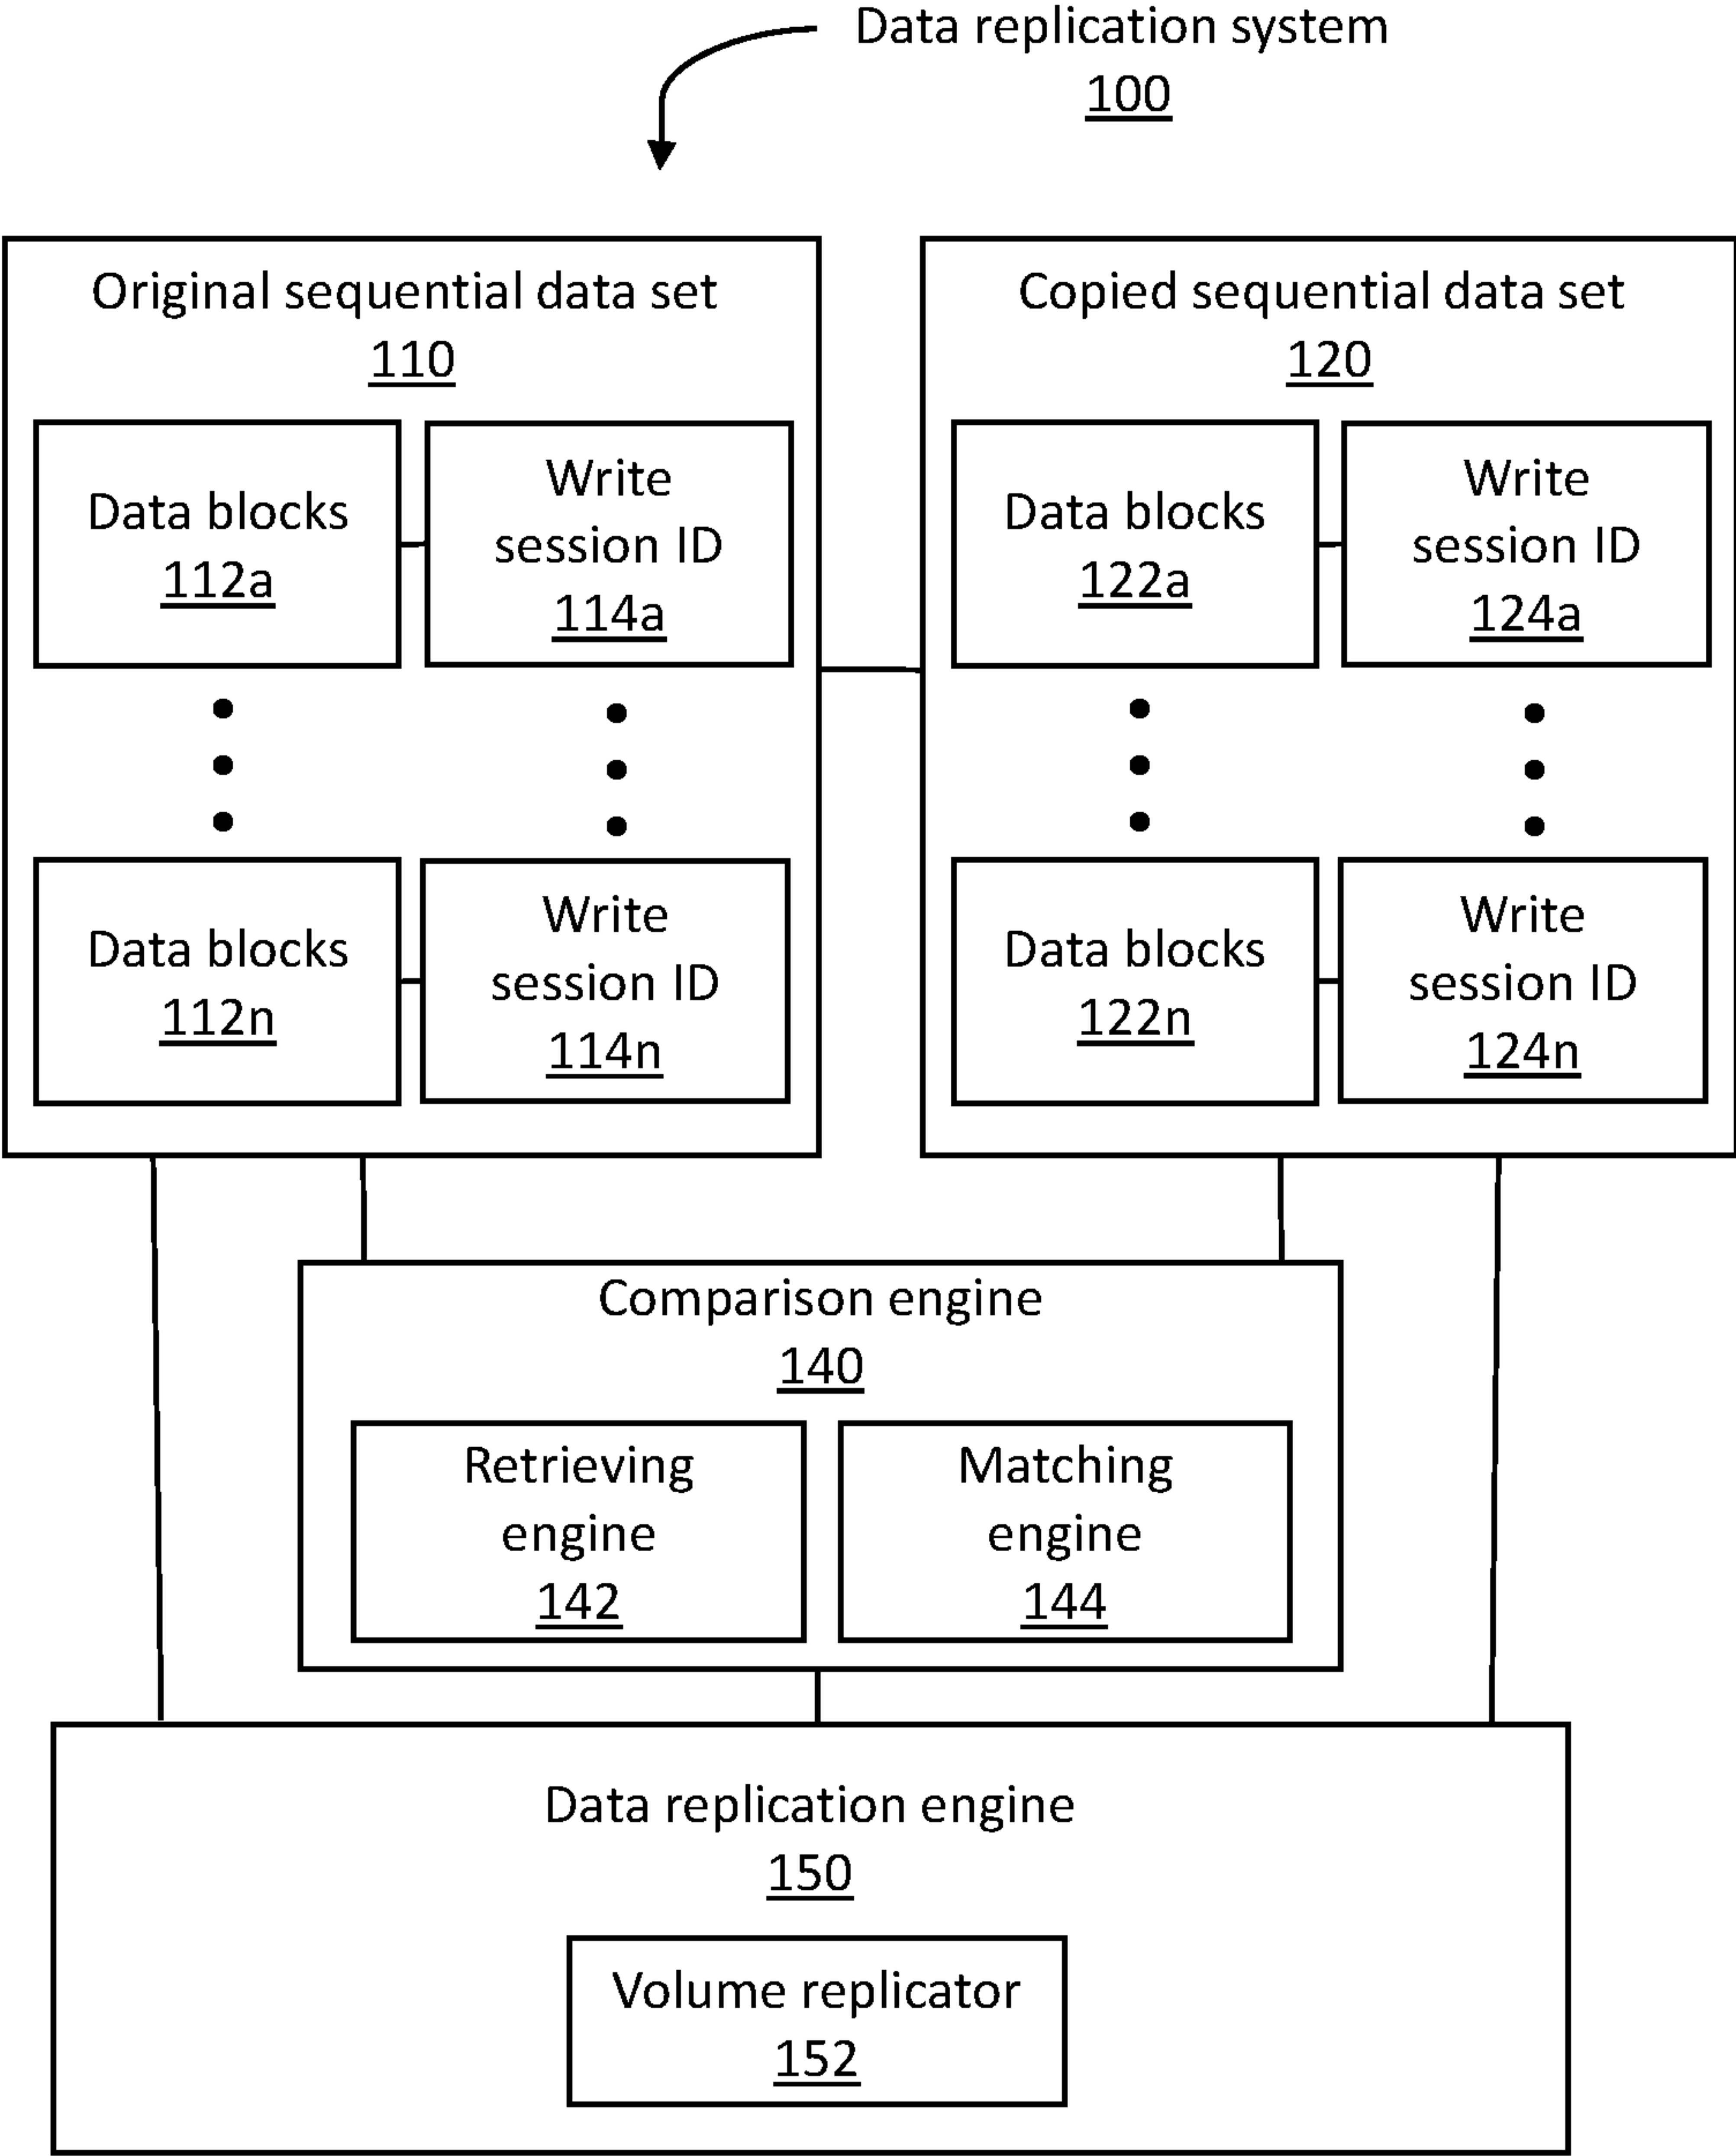 Data replication system
100
Original sequential data set
110
Data blocks
112a
Write
session ID
114a
Data blocks
112n
Write
session ID
114n
Copied sequential data set
120
Data blocks
122a
Write
session ID
124a
Data blocks
122n
Write
session ID
124n
Comparison engine
140
Retrieving
engine
142
Matching
engine
144
Data replication engine
150
Volume replicator
152